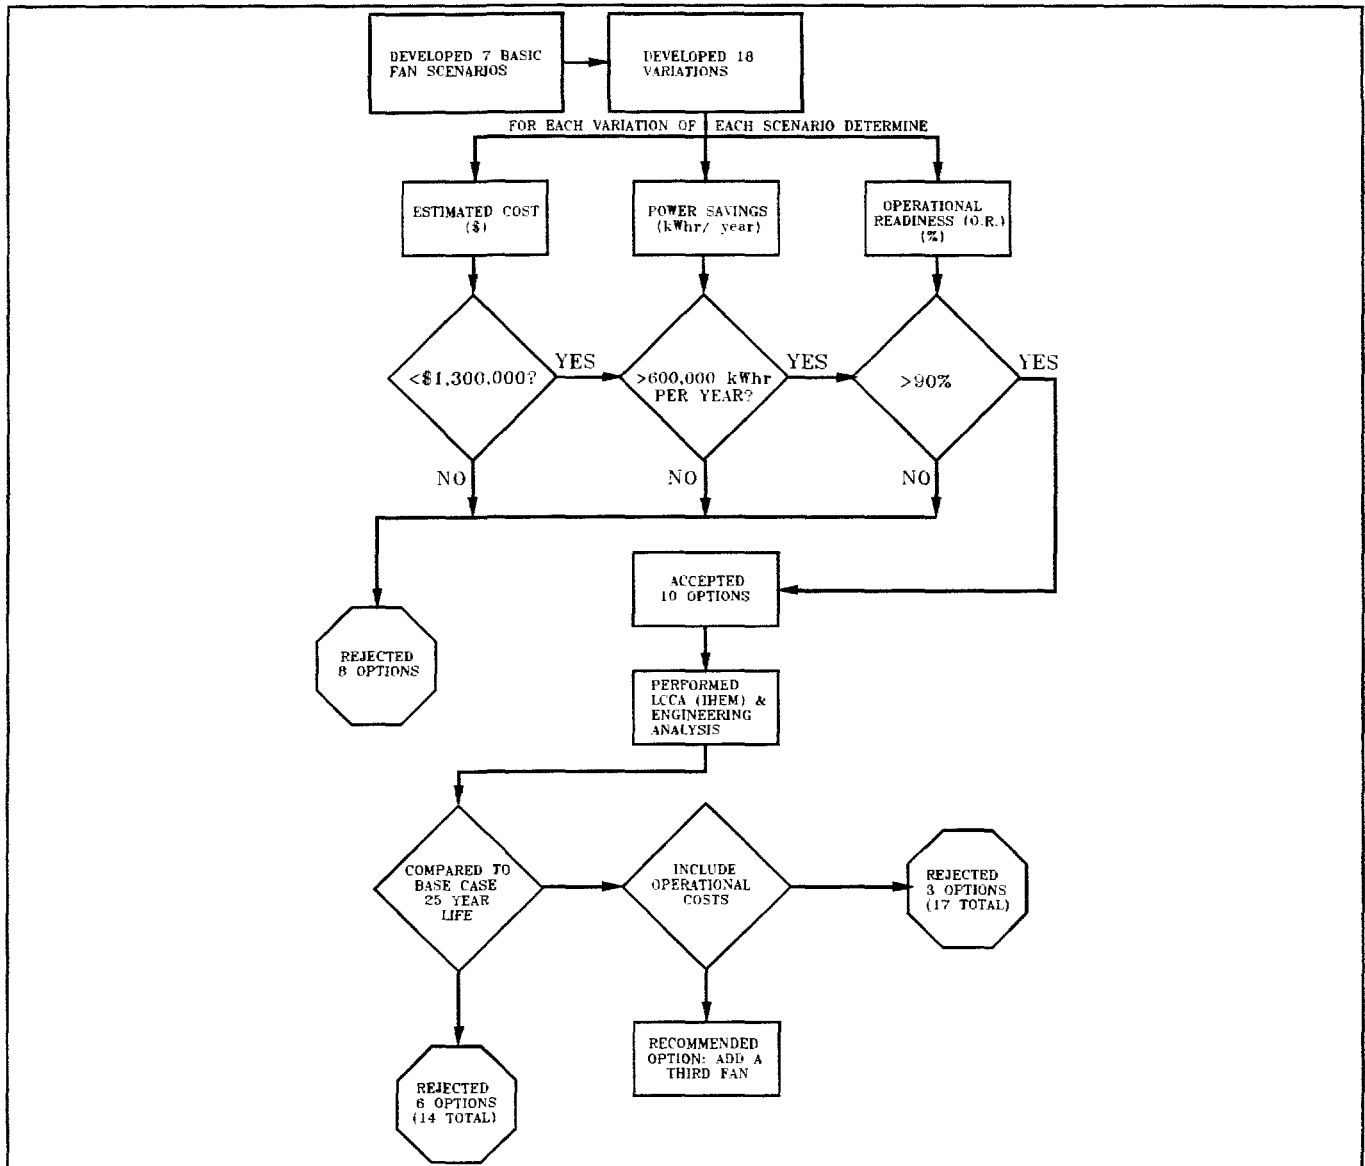 DEVELOPED 7 BASIC
FAN SCENARIOS
DEVELOPED 18
VARIATIONS
FOR EACH VARIATION OF EACH SCENARIO DETERMINE
ESTIMATED COST
($)
POWER SAVINGS
(kWhr/ year)
OPERATIONAL
READINESS (O.R.)
(%)
<$1,300,000?
YES
>600,000 kWhr
PER YEAR?
YES
>90%
YES
NO
NO
NO
ACCEPTED
10 OPTIONS
REJECTED
8 OPTIONS
PERFORMED
LCCA (IHEM) &
ENGINEERING
ANALYSIS
COMPARED TO
BASE CASE
25 YEAR
LIFE
INCLUDE
OPERATIONAL
COSTS
REJECTED
3 OPTIONS
(17 TOTAL)
RECOMMENDED
OPTION: ADD A
THIRD FAN
REJECTED
6 OPTIONS
(14 TOTAL)